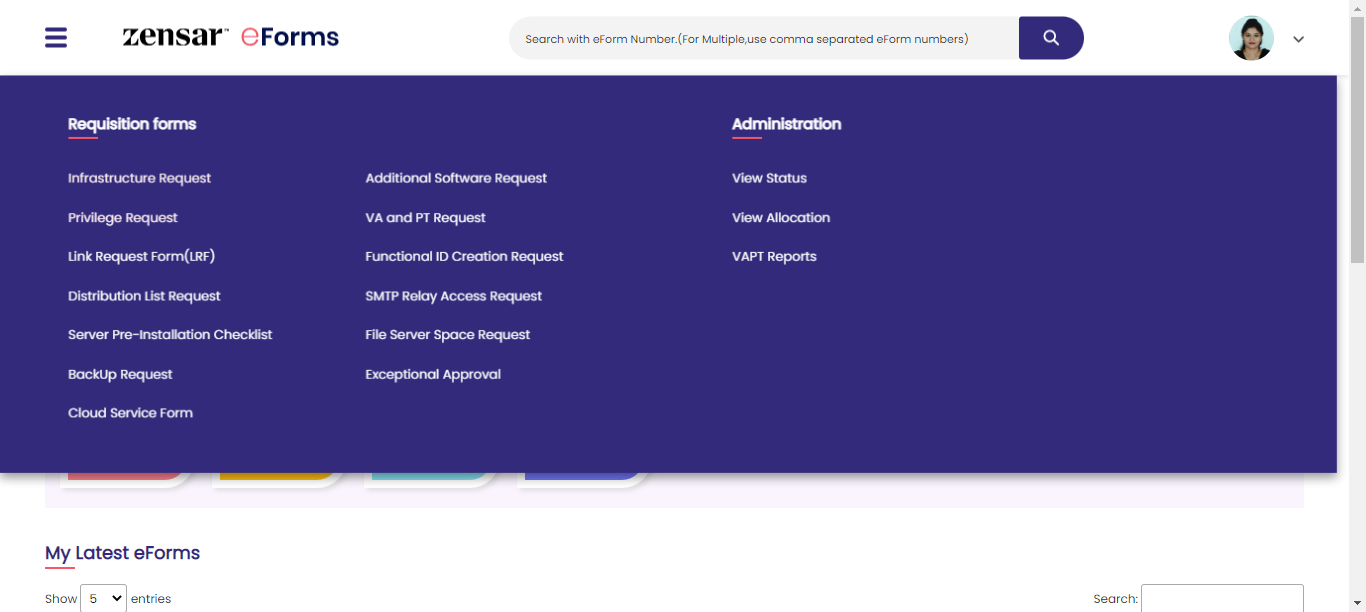 zensar™ eForms
Search with eForm Number.(For Multiple,use comma separated eForm numbers)
Requisition forms
Infrastructure Request
Privilege Request
Link Request Form(LRF)
Distribution List Request
Server Pre-Installation Checklist
BackUp Request
Cloud Service Form
Additional Software Request
VA and PT Request
Functional ID Creation Request
SMTP Relay Access Request
File Server Space Request
Exceptional Approval
Administration
View Status
View Allocation
VAPT Reports
My Latest eForms
Show 5 entries
Search: